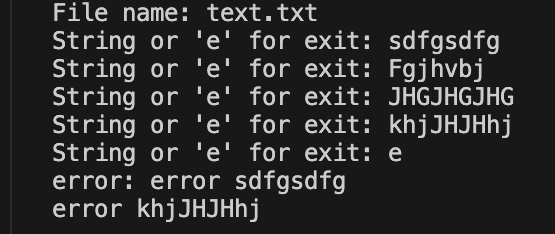 File name: text.txt
String or 'e' for exit: sdfgsdfg
String or 'e' for exit: Fgjhvbj
String or 'e' for exit: JHGJHGJHG
String or 'e' for exit: khjJHJHhj
String or 'e' for exit: e
error: error sdfgsdfg
error khjJHJHhj